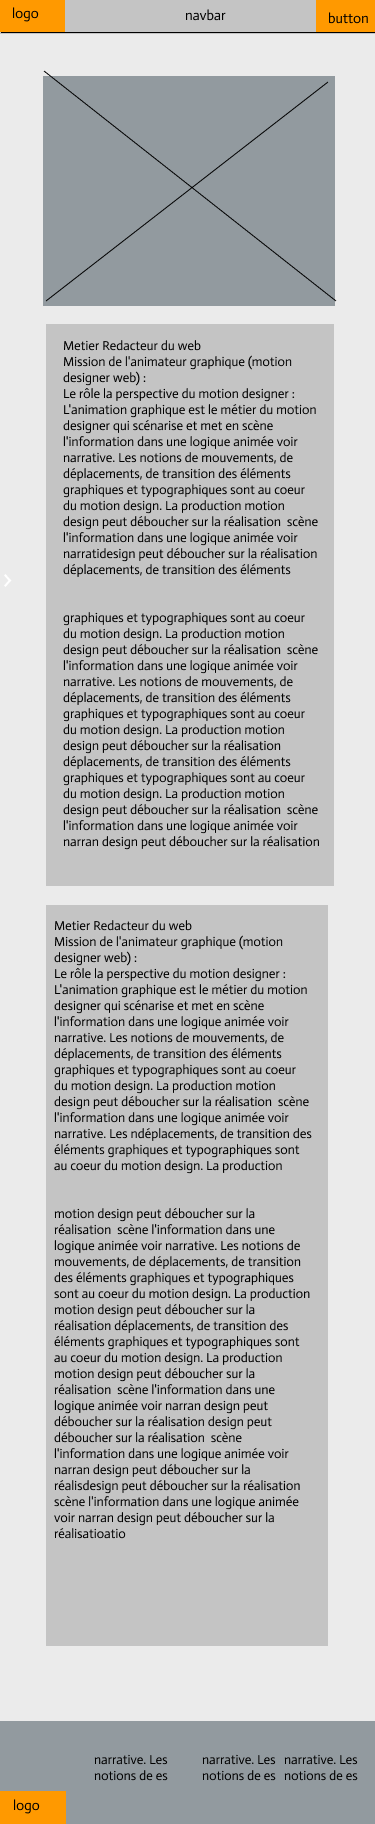 logo
navbar
button
Metier Redacteur du web
Mission de l'animateur graphique (motion
designer web) :
Le rôle la perspective du motion designer :
L'animation graphique est le métier du motion
designer qui scénarise et met en scène
l'information dans une logique animée voir
narrative. Les notions de mouvements, de
déplacements, de transition des éléments
graphiques et typographiques sont au coeur
du motion design. La production motion
design peut déboucher sur la réalisation  scène
l'information dans une logique animée voir
narratidesign peut déboucher sur la réalisation
déplacements, de transition des éléments
graphiques et typographiques sont au coeur
du motion design. La production motion
design peut déboucher sur la réalisation  scène
l'information dans une logique animée voir
narrative. Les notions de mouvements, de
déplacements, de transition des éléments
graphiques et typographiques sont au coeur
du motion design. La production motion
design peut déboucher sur la réalisation
déplacements, de transition des éléments
graphiques et typographiques sont au coeur
du motion design. La production motion
design peut déboucher sur la réalisation  scène
l'information dans une logique animée voir
narran design peut déboucher sur la réalisation
Metier Redacteur du web
Mission de l'animateur graphique (motion
designer web) :
Le rôle la perspective du motion designer :
L'animation graphique est le métier du motion
designer qui scénarise et met en scène
l'information dans une logique animée voir
narrative. Les notions de mouvements, de
déplacements, de transition des éléments
graphiques et typographiques sont au coeur
du motion design. La production motion
design peut déboucher sur la réalisation  scène
l'information dans une logique animée voir
narrative. Les ndéplacements, de transition des
éléments graphiques et typographiques sont
au coeur du motion design. La production
motion design peut déboucher sur la
réalisation  scène l'information dans une
logique animée voir narrative. Les notions de
mouvements, de déplacements, de transition
des éléments graphiques et typographiques
sont au coeur du motion design. La production
motion design peut déboucher sur la
réalisation déplacements, de transition des
éléments graphiques et typographiques sont
au coeur du motion design. La production
motion design peut déboucher sur la
réalisation  scène l'information dans une
logique animée voir narran design peut
déboucher sur la réalisation design peut
déboucher sur la réalisation  scène
l'information dans une logique animée voir
narran design peut déboucher sur la
réalisdesign peut déboucher sur la réalisation
scène l'information dans une logique animée
voir narran design peut déboucher sur la
réalisatioatio
narrative. Les
notions de es
narrative. Les
notions de es
narrative. Les
notions de es
logo